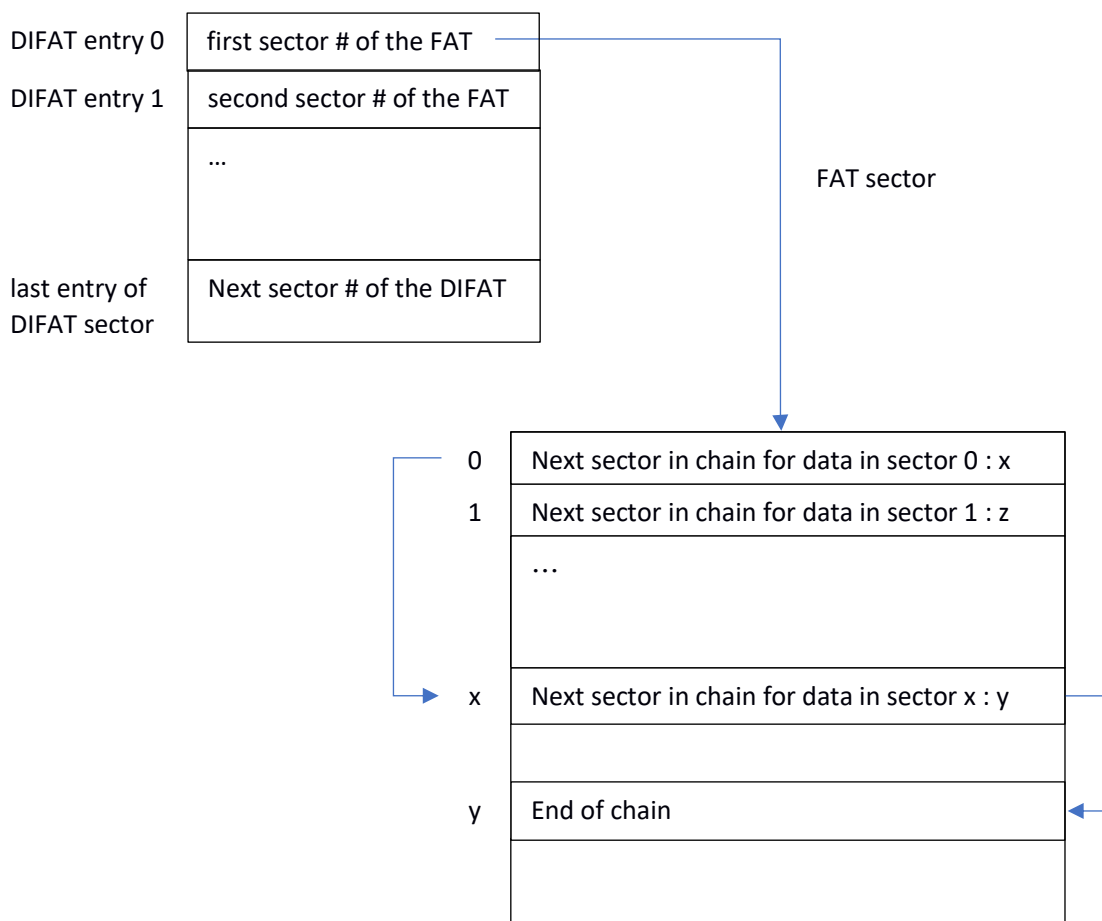 DIFAT entry 0
first sector # of the FAT
DIFAT entry 1
second sector # of the FAT
…
FAT sector
last entry of
DIFAT sector
Next sector # of the DIFAT
0
Next sector in chain for data in sector 0 : x
1
Next sector in chain for data in sector 1 : z
…
x
Next sector in chain for data in sector x : y
y
End of chain